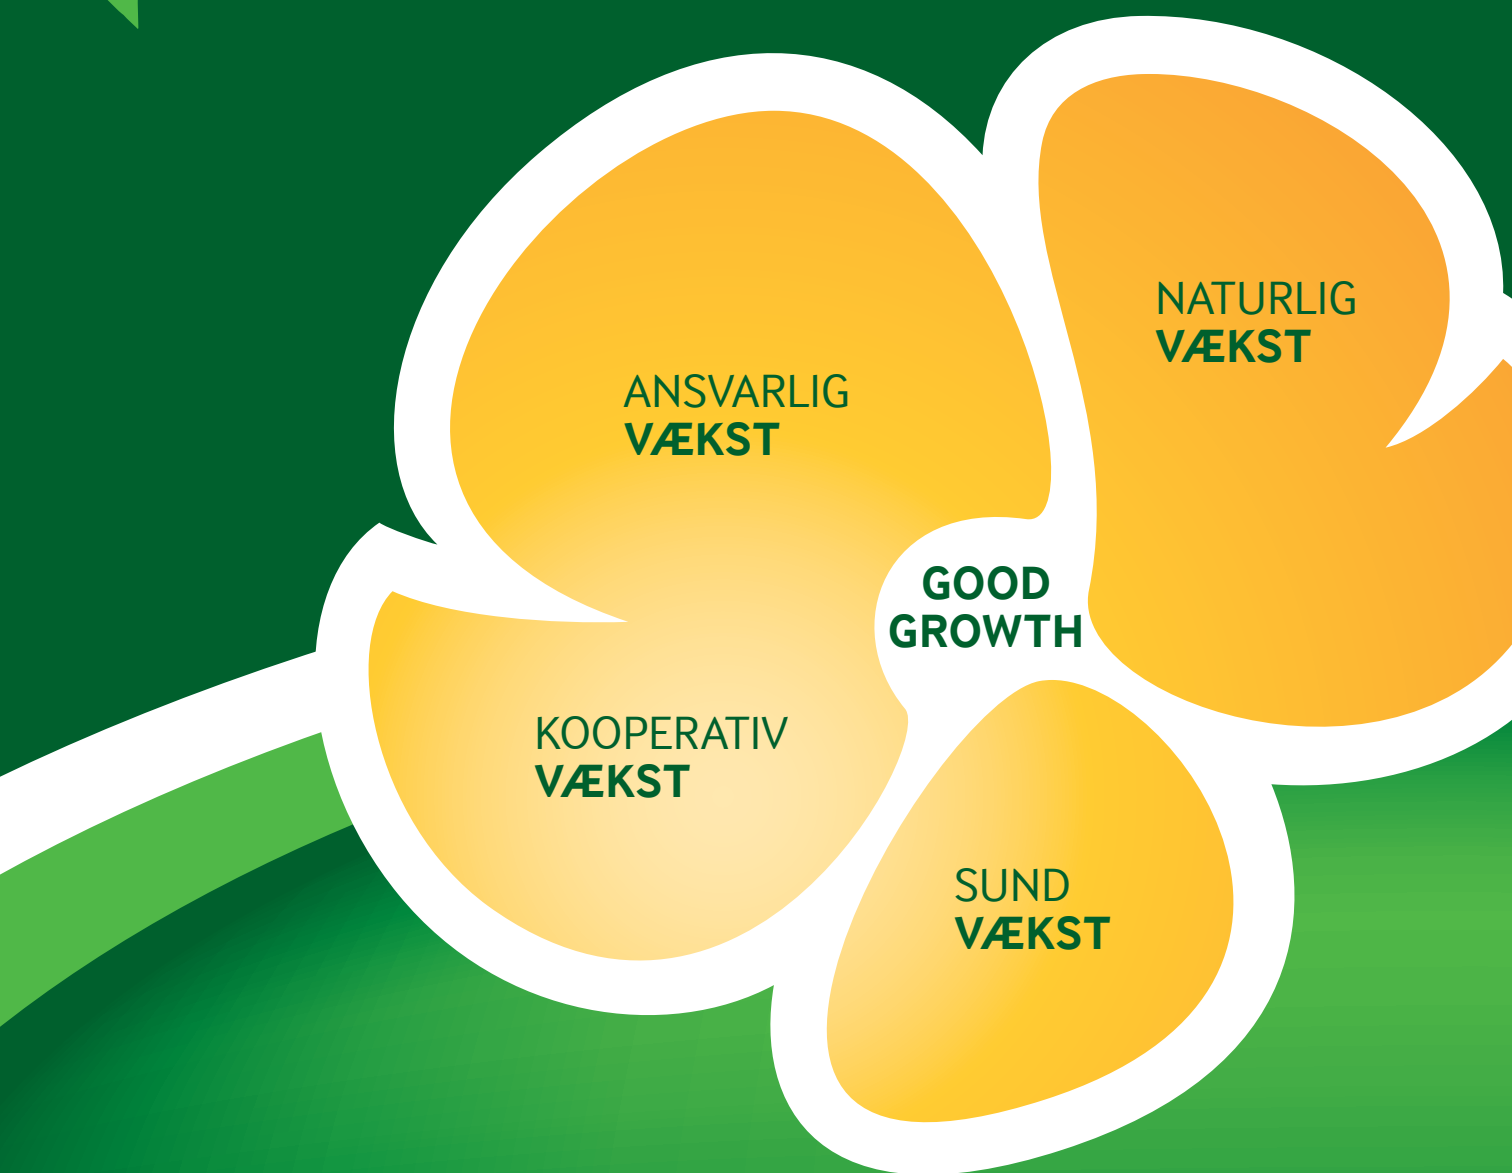 NATURLIG
VÆKST
ANSVARLIG
VÆKST
GOOD
GROWTH
KOOPERATIV
VÆKST
SUND
VÆKST